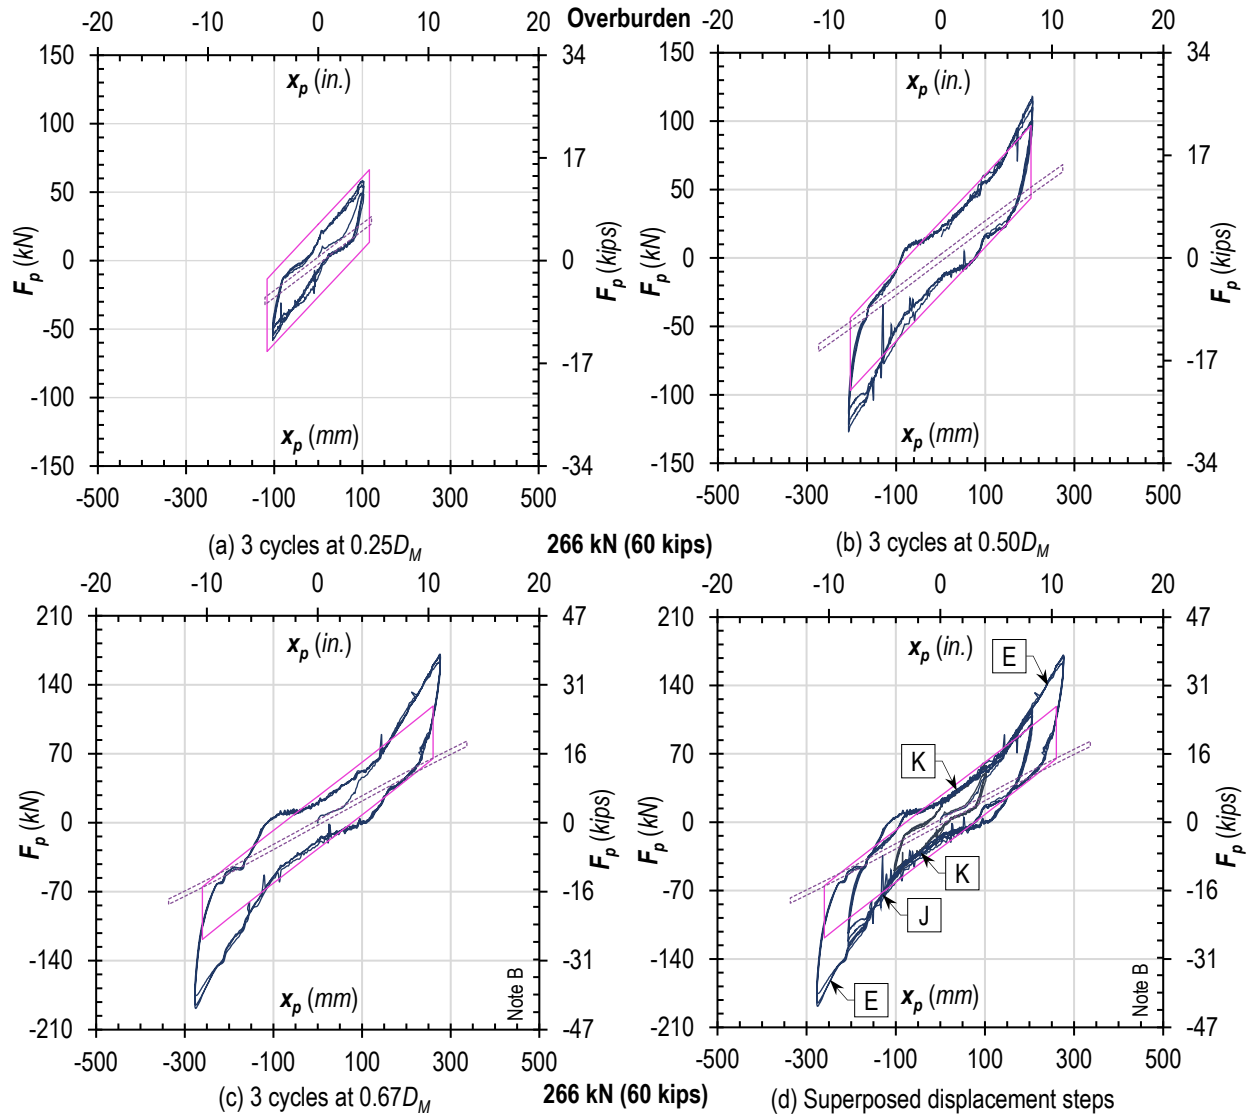 Overburden
-20 -10 0 10 20
-20 -10 0 10 20
150 100 50 0 -50 -100 -150
34 17 0 -17 -34
x_p (in.)
F_p (kN)
F_p (kips)
x_p (mm)
-500 -300 -100 100 300 500
150 100 50 0 -50 -100 -150
34 17 0 -17 -34
x_p (in.)
F_p (kN)
F_p (kips)
x_p (mm)
-500 -300 -100 100 300 500
(a) 3 cycles at 0.25D_M
266 kN (60 kips)
(b) 3 cycles at 0.50D_M
-20 -10 0 10 20
-20 -10 0 10 20
210 140 70 0 -70 -140 -210
47 31 16 0 -16 -31 -47
x_p (in.)
F_p (kN)
F_p (kips)
x_p (mm)
Note B
-500 -300 -100 100 300 500
210 140 70 0 -70 -140 -210
47 31 16 0 -16 -31 -47
x_p (in.)
E
K
K
J
E
F_p (kN)
F_p (kips)
x_p (mm)
Note B
-500 -300 -100 100 300 500
(c) 3 cycles at 0.67D_M
266 kN (60 kips)
(d) Superposed displacement steps